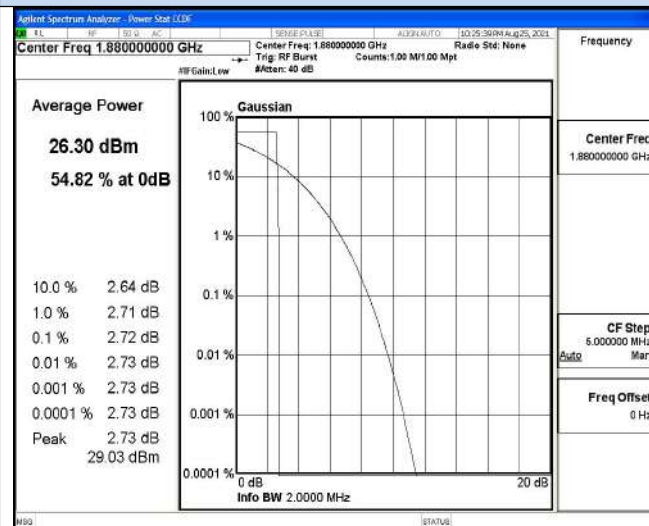 Agilent Spectrum Analyzer - Power Stat CCDF
RL RF 50 Ω AC SENSE:PULSE ALIGN AUTO 10:25:39 PM Aug 25, 2021
Center Freq 1.880000000 GHz
Center Freq: 1.880000000 GHz Radio Std: None
Trig: RF Burst Counts:1.00 M/1.00 Mpt
#IFGain:Low #Atten: 40 dB
Frequency
Average Power
26.30 dBm
54.82 % at 0dB
10.0 % 2.64 dB
1.0 % 2.71 dB
0.1 % 2.72 dB
0.01 % 2.73 dB
0.001 % 2.73 dB
0.0001 % 2.73 dB
Peak 2.73 dB
29.03 dBm
Gaussian
100 %
10 %
1 %
0.1 %
0.01 %
0.001 %
0.0001 %
0 dB 20 dB
Info BW 2.0000 MHz
Center Freq
1.880000000 GHz
CF Step
5.000000 MHz
Auto Man
Freq Offset
0 Hz
MSG STATUS